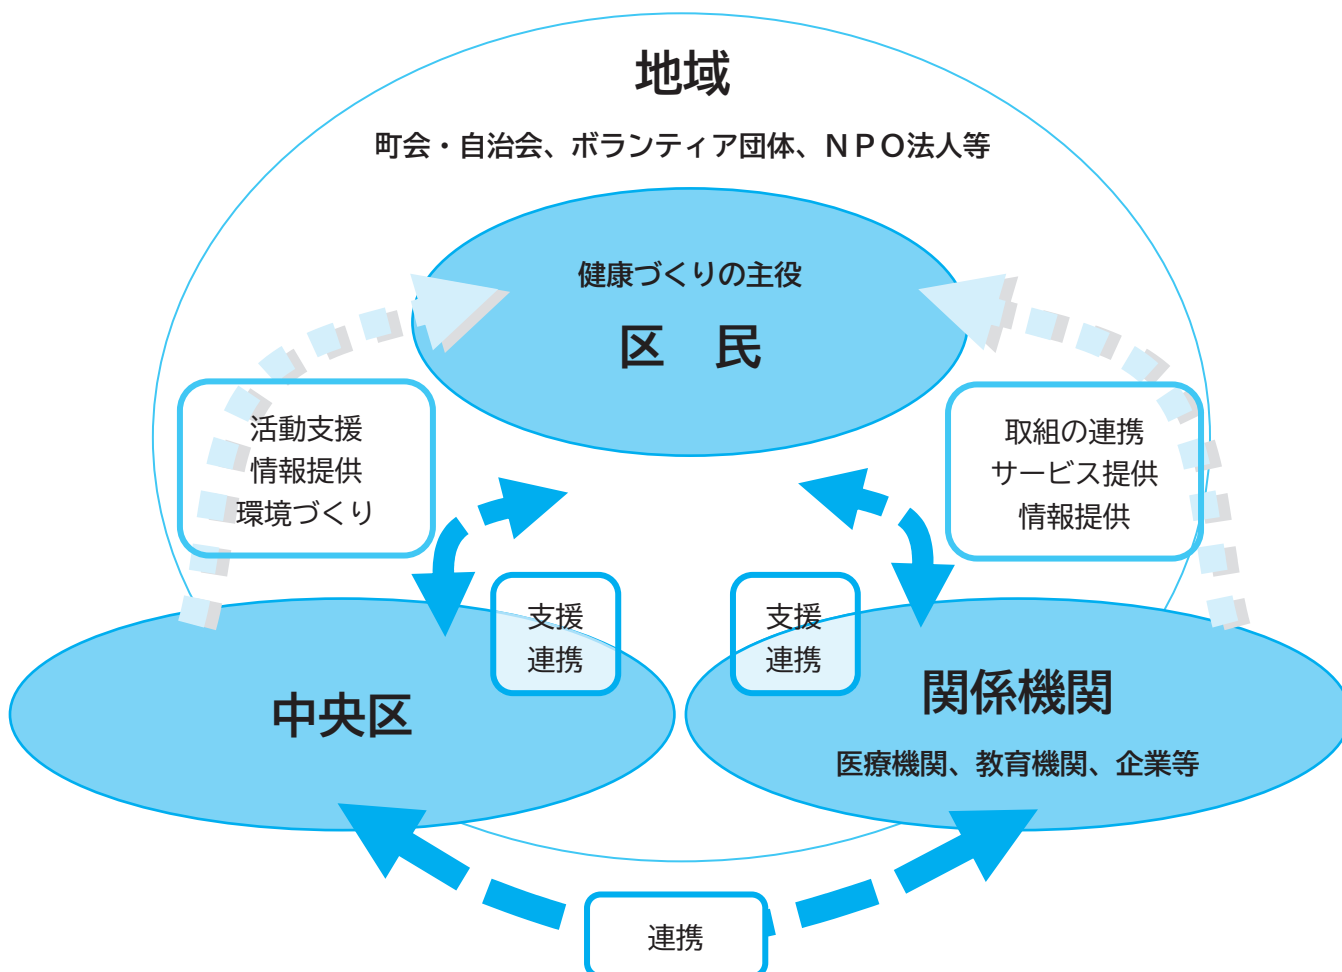 地域
町会・自治会、ボランティア団体、ＮＰＯ法人等
健康づくりの主役
区　民
活動支援
情報提供
環境づくり
取組の連携
サービス提供
情報提供
支援
連携
支援
連携
中央区
関係機関
医療機関、教育機関、企業等
連携